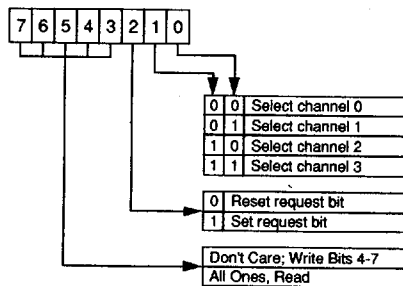 7 6 5 4 3 2 1 0
0 0 Select channel 0
0 1 Select channel 1
1 0 Select channel 2
1 1 Select channel 3
0 Reset request bit
1 Set request bit
Don't Care; Write Bits 4-7
All Ones, Read